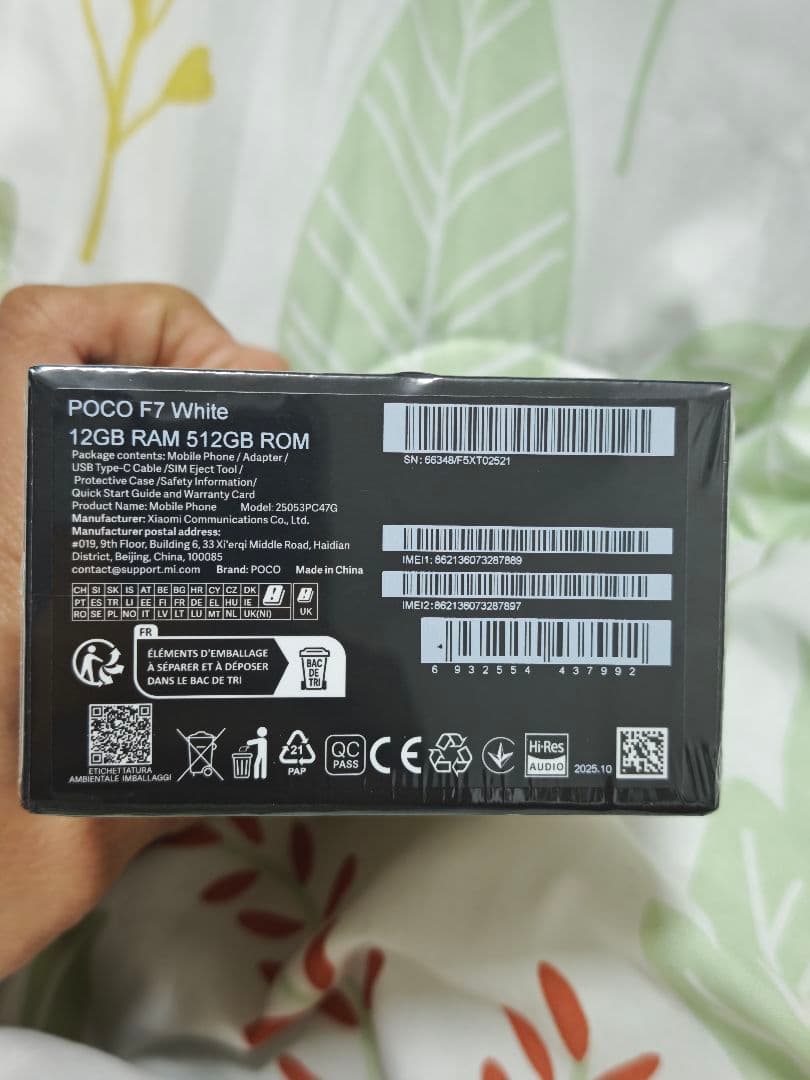 POCO F7 White
12GB RAM 512GB ROM
Package contents: Mobile Phone / Adapter /
USB Type-C Cable /SIM Eject Tool /
Protective Case /Safety Information/
Quick Start Guide and Warranty Card
Product Name: Mobile Phone Model: 25053PC47G
Manufacturer: Xiaomi Communications Co., Ltd.
Manufacturer postal address:
#019, 9th Floor, Building 6, 33 Xi'erqi Middle Road, Haidian
District, Beijing, China, 100085
contact@support.mi.com Brand: POCO Made in China
CH SI SK IS AT BE BG HR CY CZ DK
PT ES TR LI EE FI FR DE EL HU IE
RO SE PL NO IT LV LT LU MT NL UK(NI)
UK
SN: 66348/F5XT02521
IMEI1: 862136073287889
IMEI2: 862136073287897
6 932554 437992
FR
ÉLÉMENTS D'EMBALLAGE
À SÉPARER ET À DÉPOSER
DANS LE BAC DE TRI
BAC
DE
TRI
ETICHETTATURA
AMBIENTALE IMBALLAGGI
21
PAP
QC
PASS
CE
Hi-Res
AUDIO
2025.10